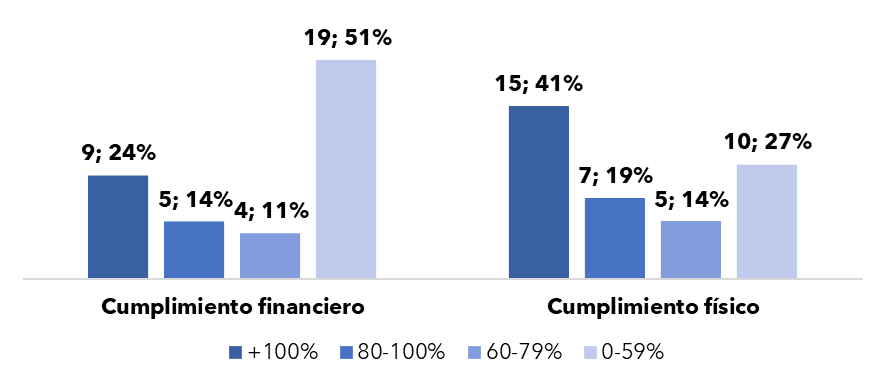 19; 51%
15; 41%
9; 24%
10; 27%
5; 14%
4; 11%
7; 19%
5; 14%
Cumplimiento financiero
Cumplimiento físico
+100% 80-100% 60-79% 0-59%